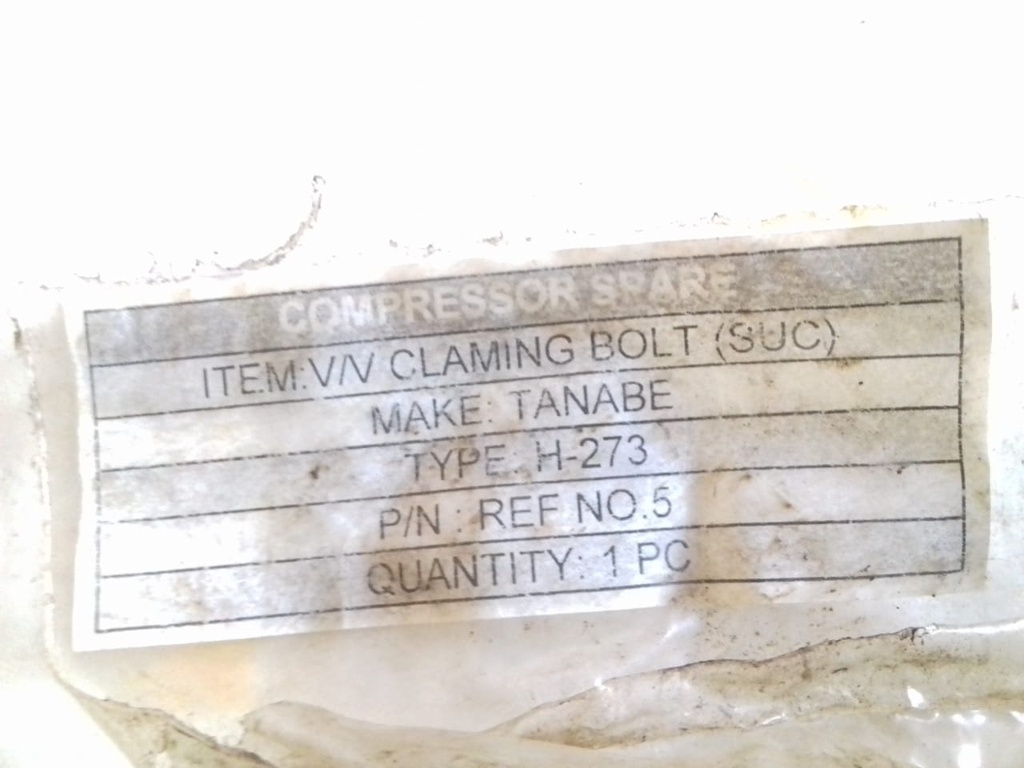 COMPRESSOR SPARE
ITEM:V/V CLAMING BOLT (SUC)
MAKE: TANABE
TYPE: H-273
P/N : REF NO.5
QUANTITY: 1 PC